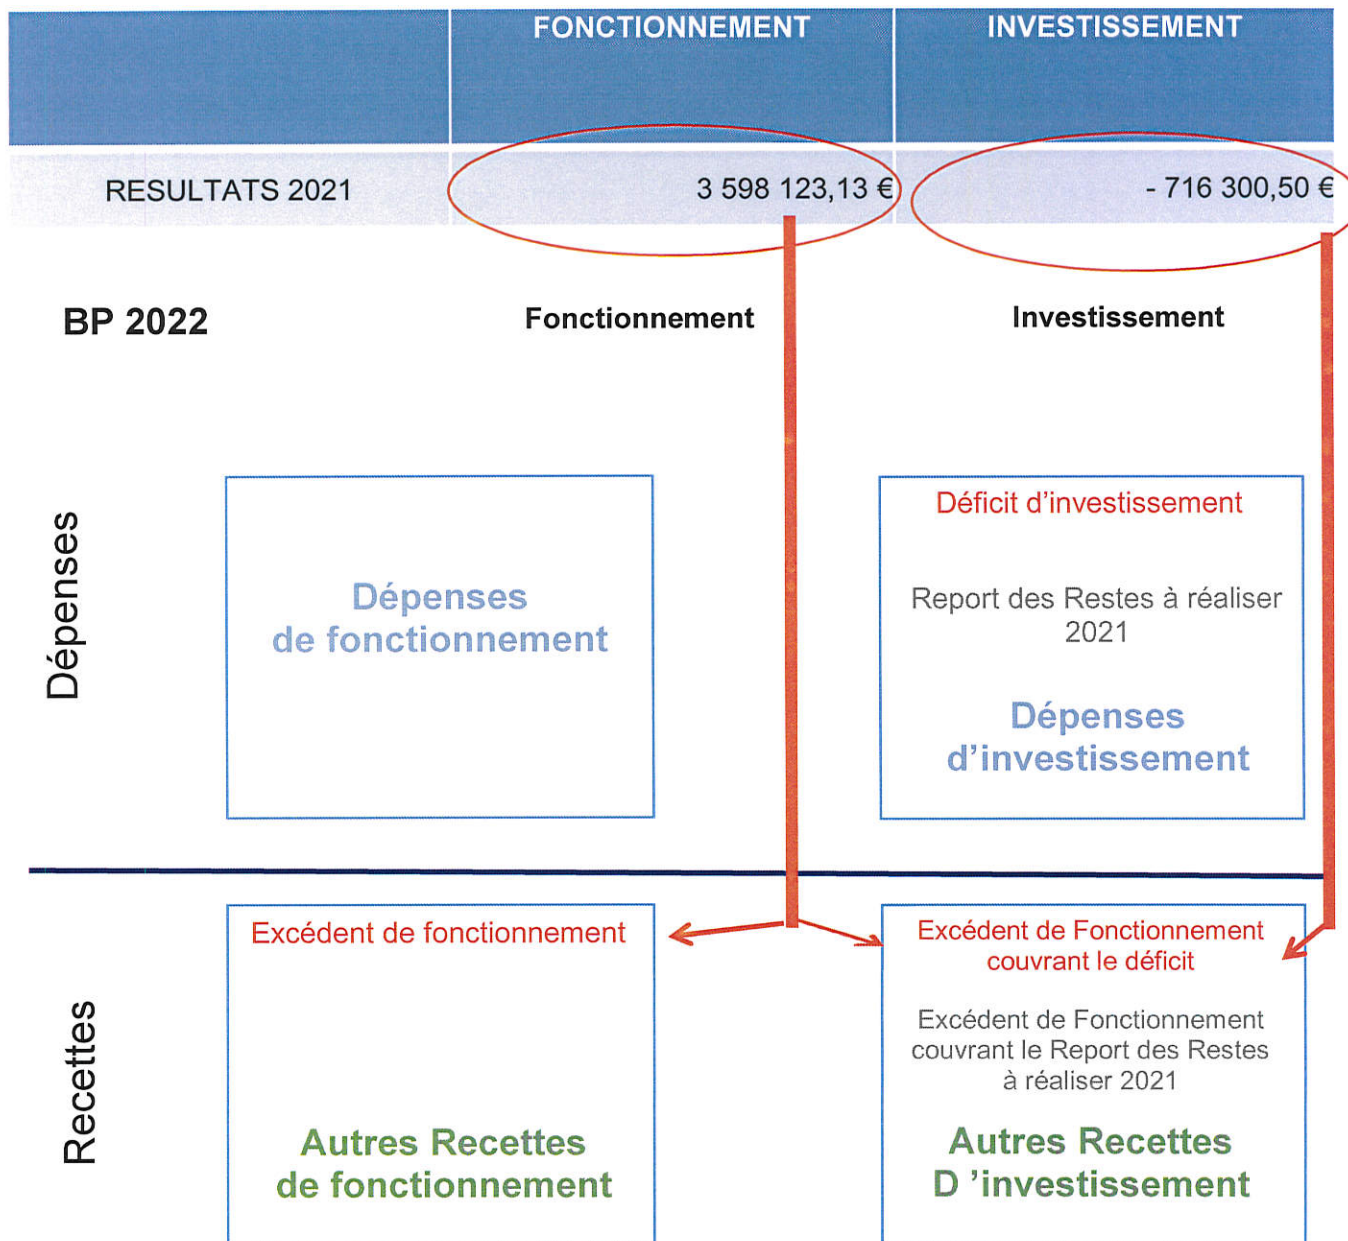 FONCTIONNEMENT
INVESTISSEMENT
RESULTATS 2021
3 598 123,13 €
- 716 300,50 €
BP 2022
Fonctionnement
Investissement
Dépenses
Dépenses
de fonctionnement
Déficit d’investissement
Report des Restes à réaliser
2021
Dépenses
d’investissement
Recettes
Excédent de fonctionnement
Autres Recettes
de fonctionnement
Excédent de Fonctionnement
couvrant le déficit
Excédent de Fonctionnement
couvrant le Report des Restes
à réaliser 2021
Autres Recettes
D ’investissement